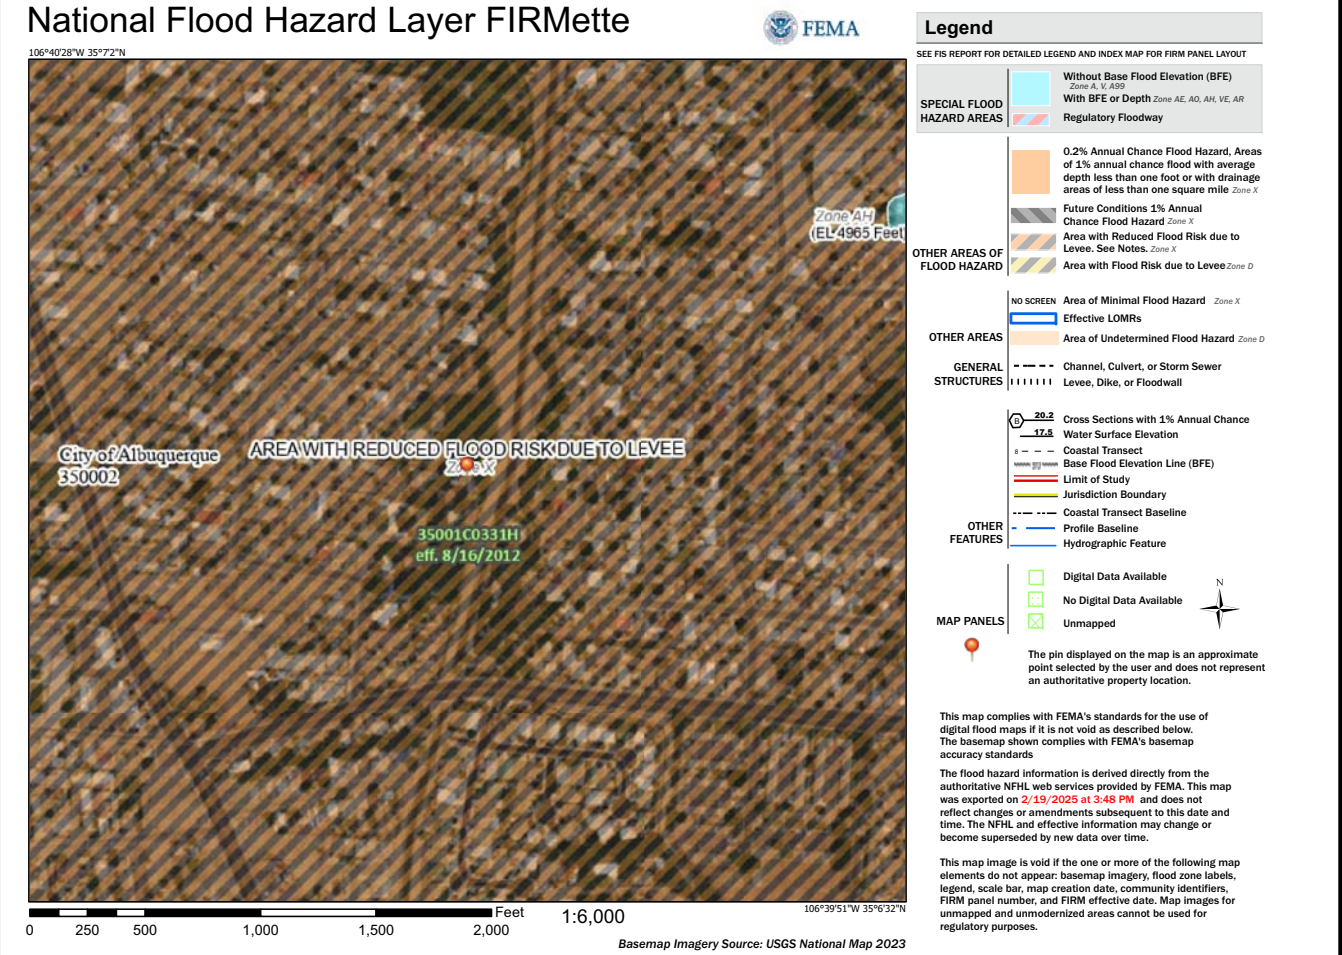 National Flood Hazard Layer FIRMette
FEMA
106°40'28"W 35°7'2"N
Zone AH
(EL 4965 Feet
AREA WITH REDUCED FLOOD RISK DUE TO LEVEE
Zone X
City of Albuquerque
350002
35001C0331H
eff. 8/16/2012
106°39'51"W 35°6'32"N
Feet
1:6,000
0 250 500 1,000 1,500 2,000
Basemap Imagery Source: USGS National Map 2023
Legend
SEE FIS REPORT FOR DETAILED LEGEND AND INDEX MAP FOR FIRM PANEL LAYOUT
SPECIAL FLOOD
HAZARD AREAS
Without Base Flood Elevation (BFE)
Zone A, V, A99
With BFE or Depth Zone AE, AO, AH, VE, AR
Regulatory Floodway
0.2% Annual Chance Flood Hazard, Areas
of 1% annual chance flood with average
depth less than one foot or with drainage
areas of less than one square mile Zone X
Future Conditions 1% Annual
Chance Flood Hazard Zone X
Area with Reduced Flood Risk due to
Levee. See Notes. Zone X
Area with Flood Risk due to Levee Zone D
OTHER AREAS OF
FLOOD HAZARD
NO SCREEN Area of Minimal Flood Hazard Zone X
Effective LOMRs
Area of Undetermined Flood Hazard Zone D
OTHER AREAS
GENERAL
STRUCTURES
Channel, Culvert, or Storm Sewer
Levee, Dike, or Floodwall
B 20.2 Cross Sections with 1% Annual Chance
17.5 Water Surface Elevation
8 Coastal Transect
Base Flood Elevation Line (BFE)
Limit of Study
Jurisdiction Boundary
Coastal Transect Baseline
Profile Baseline
Hydrographic Feature
OTHER
FEATURES
Digital Data Available
No Digital Data Available
Unmapped
MAP PANELS
N
The pin displayed on the map is an approximate
point selected by the user and does not represent
an authoritative property location.
This map complies with FEMA's standards for the use of
digital flood maps if it is not void as described below.
The basemap shown complies with FEMA's basemap
accuracy standards
The flood hazard information is derived directly from the
authoritative NFHL web services provided by FEMA. This map
was exported on 2/19/2025 at 3:48 PM and does not
reflect changes or amendments subsequent to this date and
time. The NFHL and effective information may change or
become superseded by new data over time.
This map image is void if the one or more of the following map
elements do not appear: basemap imagery, flood zone labels,
legend, scale bar, map creation date, community identifiers,
FIRM panel number, and FIRM effective date. Map images for
unmapped and unmodernized areas cannot be used for
regulatory purposes.